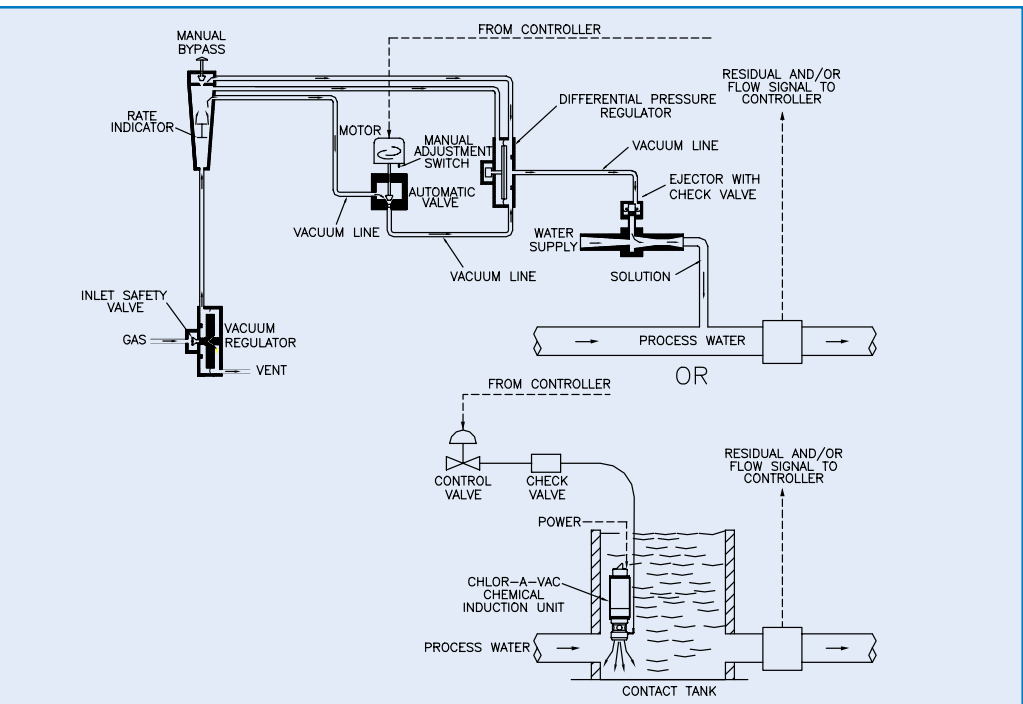 FROM CONTROLLER
MANUAL
BYPASS
RESIDUAL AND/OR
FLOW SIGNAL TO
CONTROLLER
DIFFERENTIAL PRESSURE
REGULATOR
RATE
INDICATOR
MOTOR
MANUAL
ADJUSTMENT
SWITCH
VACUUM LINE
EJECTOR WITH
CHECK VALVE
AUTOMATIC
VALVE
VACUUM LINE
WATER
SUPPLY
VACUUM LINE
SOLUTION
INLET SAFETY
VALVE
VACUUM
REGULATOR
GAS
PROCESS WATER
VENT
OR
FROM CONTROLLER
RESIDUAL AND/OR
FLOW SIGNAL TO
CONTROLLER
CONTROL
VALVE
CHECK
VALVE
POWER
CHLOR-A-VAC
CHEMICAL
INDUCTION UNIT
PROCESS WATER
CONTACT TANK